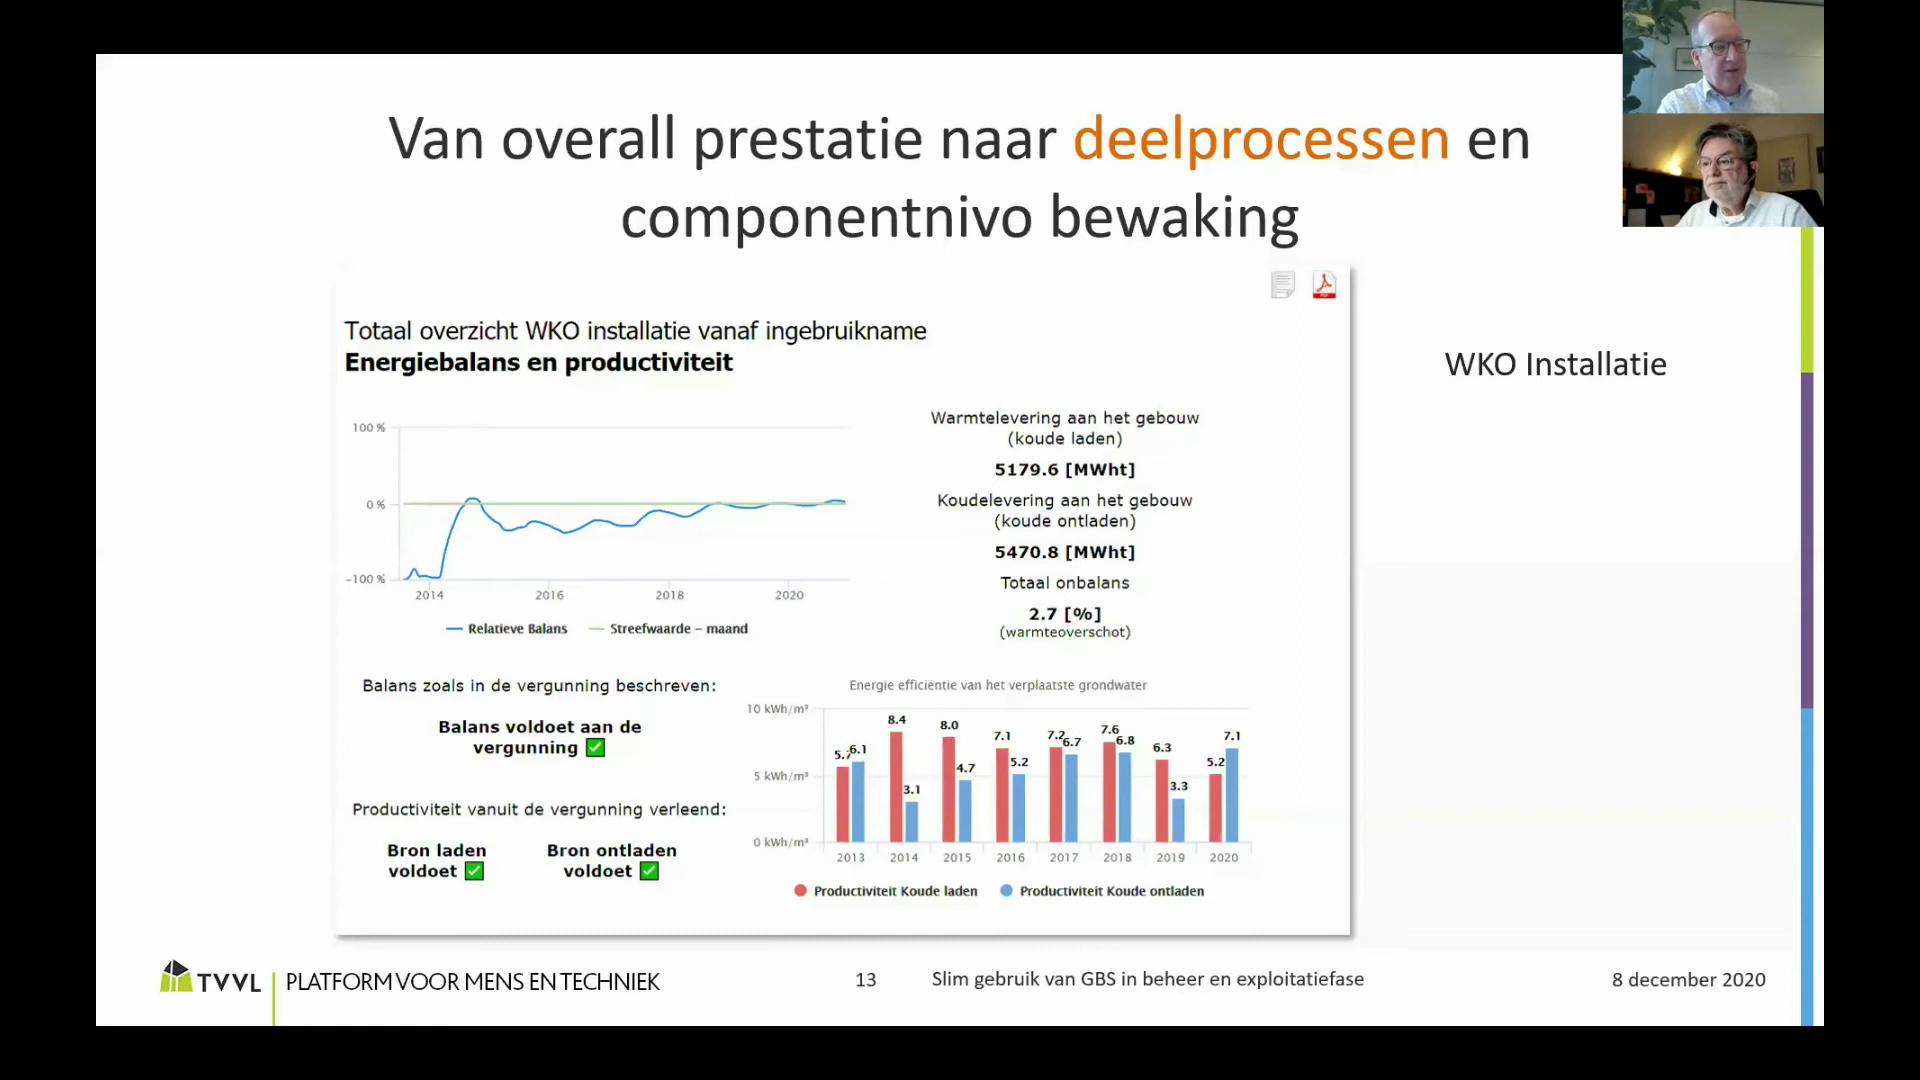 Van overall prestatie naar deelprocessen en
componentnivo bewaking
Totaal overzicht WKO installatie vanaf ingebruikname
Energiebalans en productiviteit
WKO Installatie
100 %
0 %
-100 %
2014 2016 2018 2020
Relatieve Balans Streefwaarde - maand
Warmtelevering aan het gebouw
(koude laden)
5179.6 [MWht]
Koudelevering aan het gebouw
(koude ontladen)
5470.8 [MWht]
Totaal onbalans
2.7 [%]
(warmteoverschot)
Balans zoals in de vergunning beschreven:
Balans voldoet aan de
vergunning
Productiviteit vanuit de vergunning verleend:
Bron laden
voldoet
Bron ontladen
voldoet
Energie efficiëntie van het verplaatste grondwater
10 kWh/m³
5 kWh/m³
0 kWh/m³
5.7 6.1 8.4 3.1 8.0 4.7 7.1 5.2 7.2 6.7 7.6 6.8 6.3 3.3 5.2 7.1
2013 2014 2015 2016 2017 2018 2019 2020
Productiviteit Koude laden Productiviteit Koude ontladen
TVVL PLATFORM VOOR MENS EN TECHNIEK
13
Slim gebruik van GBS in beheer en exploitatiefase
8 december 2020